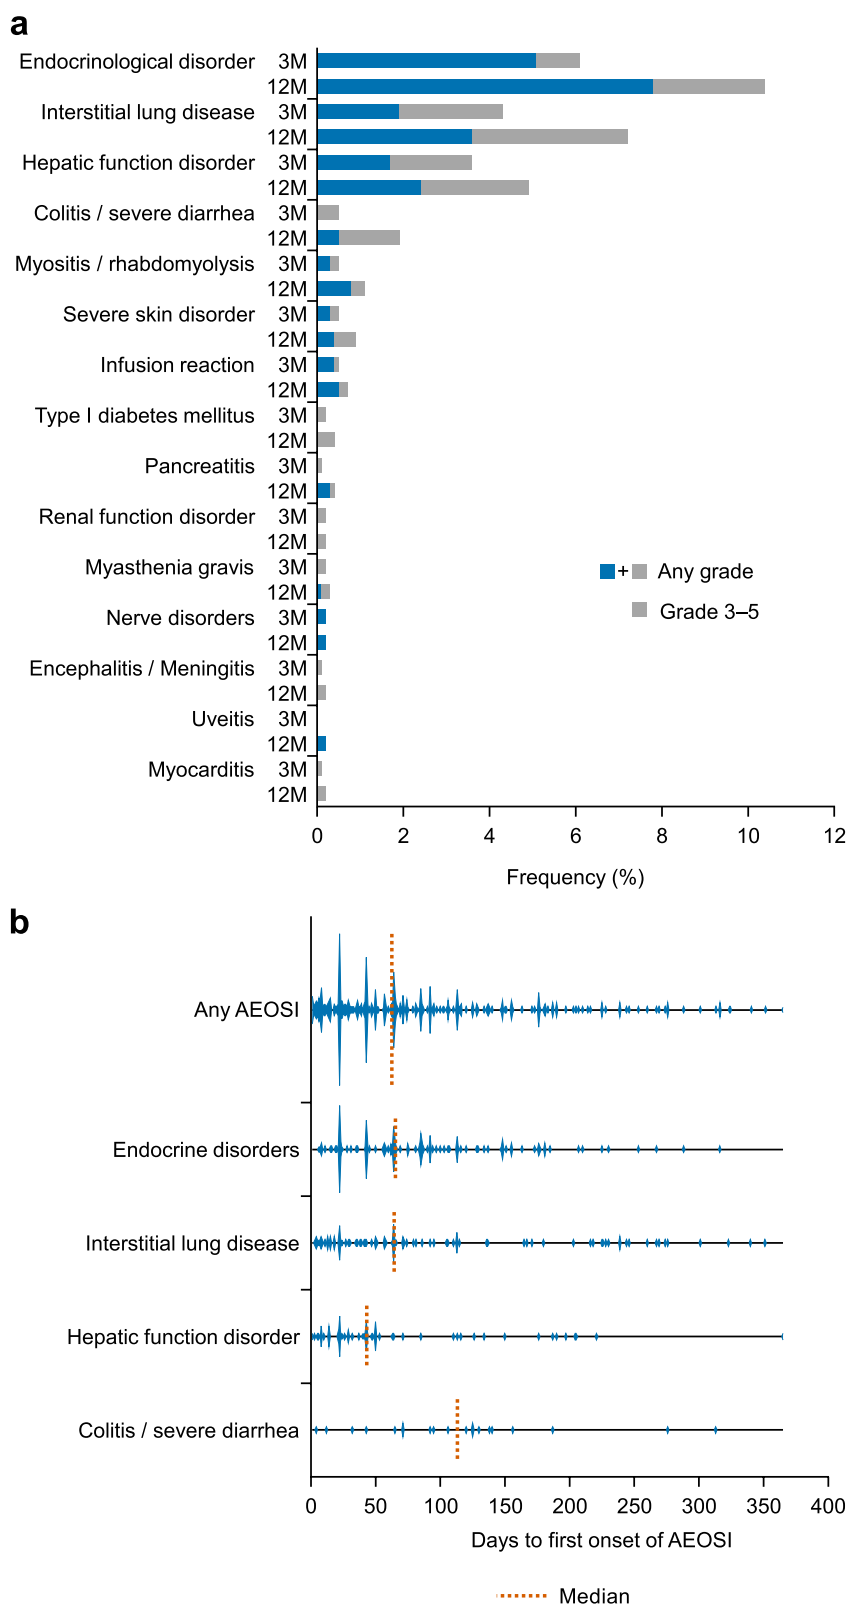 a
Endocrinological disorder 3M
12M
Interstitial lung disease 3M
12M
Hepatic function disorder 3M
12M
Colitis / severe diarrhea 3M
12M
Myositis / rhabdomyolysis 3M
12M
Severe skin disorder 3M
12M
Infusion reaction 3M
12M
Type I diabetes mellitus 3M
12M
Pancreatitis 3M
12M
Renal function disorder 3M
12M
Myasthenia gravis 3M
12M
Nerve disorders 3M
12M
Encephalitis / Meningitis 3M
12M
Uveitis 3M
12M
Myocarditis 3M
12M
+ Any grade
Grade 3–5
0 2 4 6 8 10 12
Frequency (%)
b
Any AEOSI
Endocrine disorders
Interstitial lung disease
Hepatic function disorder
Colitis / severe diarrhea
0 50 100 150 200 250 300 350 400
Days to first onset of AEOSI
Median